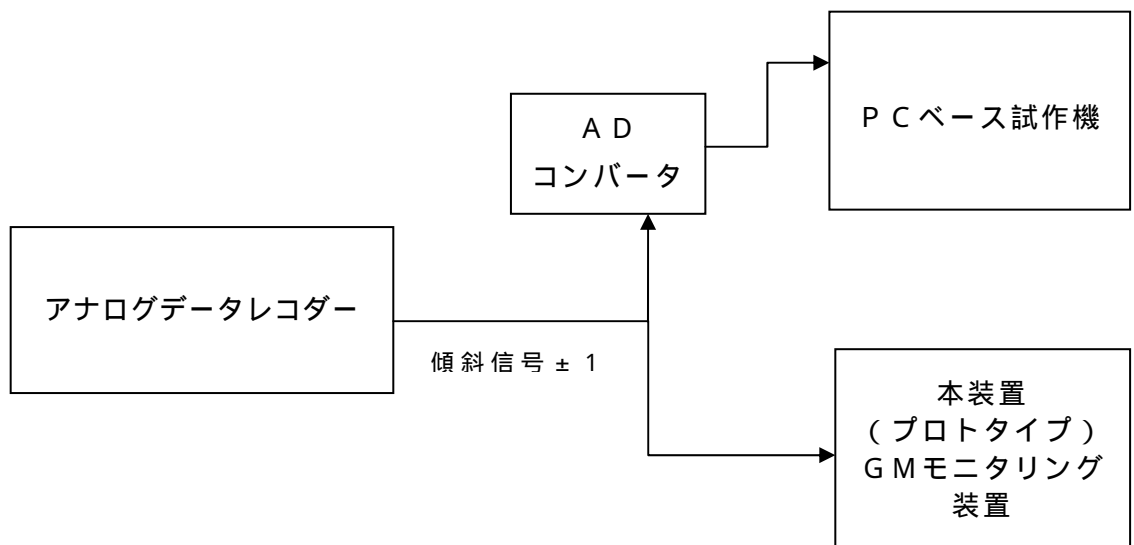 PCベース試作機
AD
コンバータ
アナログデータレコダー
傾斜信号±1
本装置
(プロトタイプ)
GMモニタリング
装置